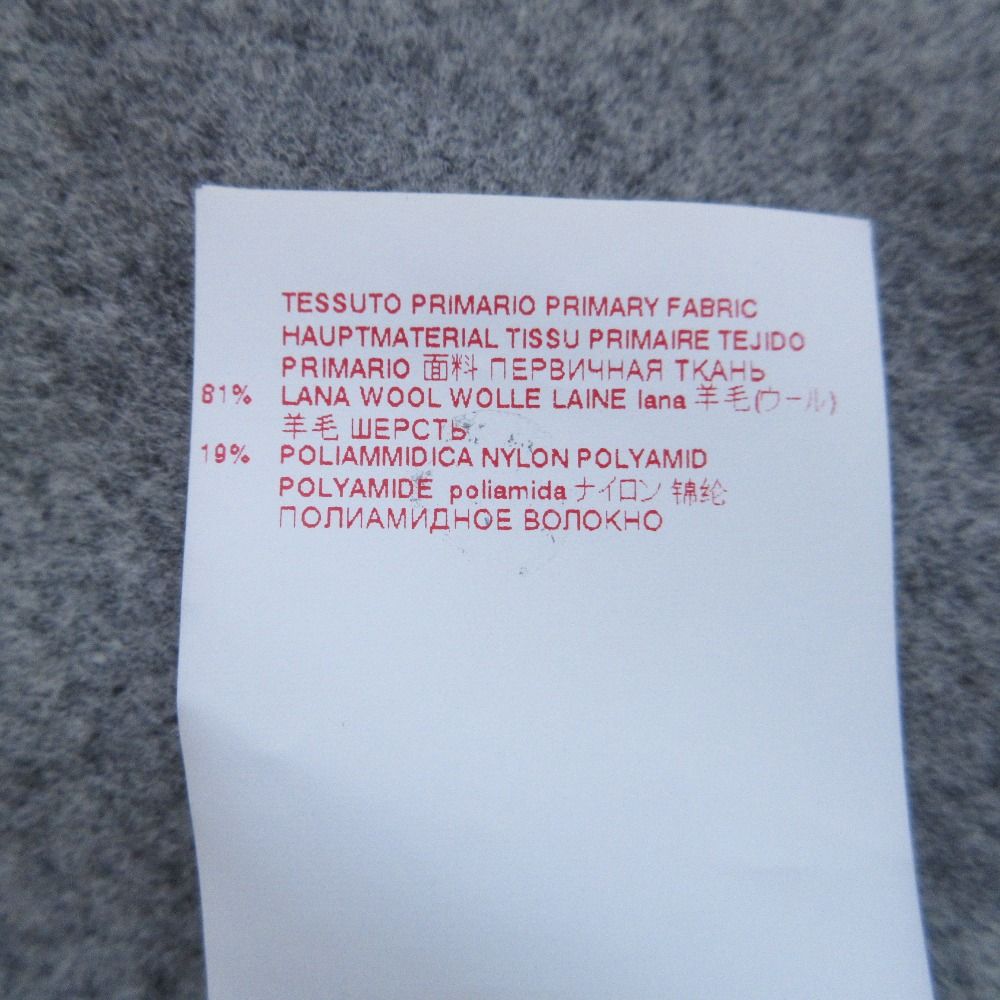 TESSUTO PRIMARIO PRIMARY FABRIC
HAUPTMATERIAL TISSU PRIMAIRE TEJIDO
PRIMARIO 面料 ПЕРВИЧНАЯ ТКАНЬ
81% LANA WOOL WOLLE LAINE lana 羊毛(ウール)
羊毛 ШЕРСТЬ
19% POLIAMMIDICA NYLON POLYAMID
POLYAMIDE poliamida ナイロン 锦纶
ПОЛИАМИДНОЕ ВОЛОКНО